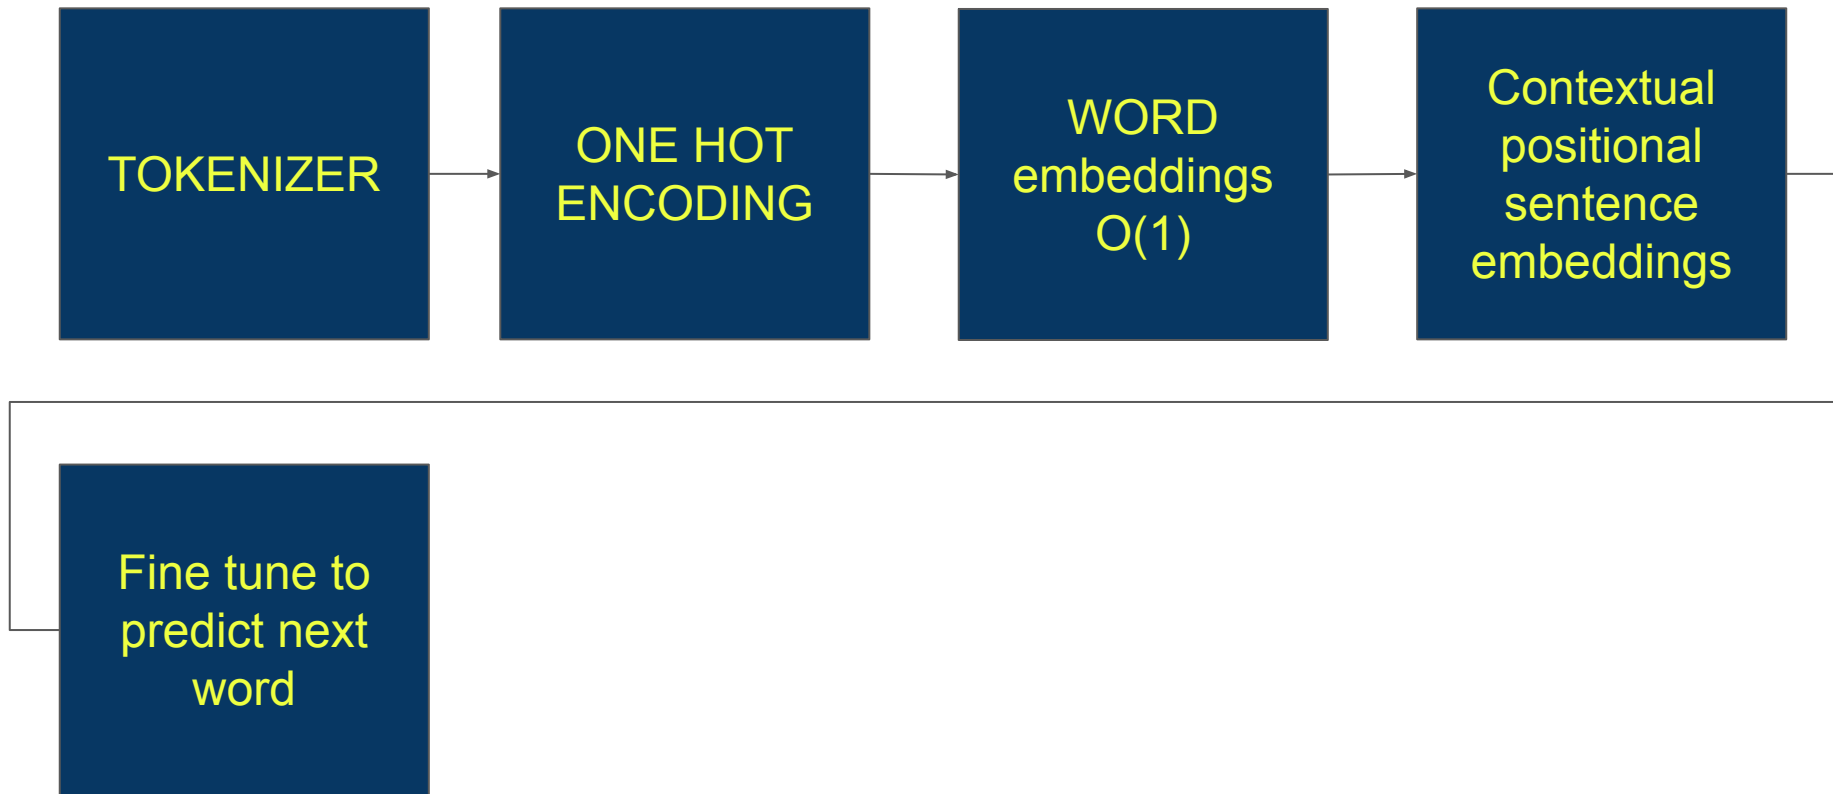 TOKENIZER
ONE HOT
ENCODING
WORD
embeddings
O(1)
Contextual
positional
sentence
embeddings
Fine tune to
predict next
word